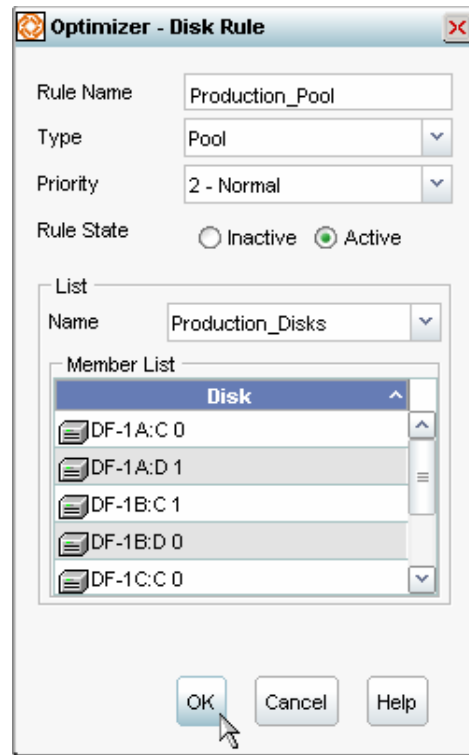 Optimizer - Disk Rule
Rule Name Production_Pool
Type Pool
Priority 2 - Normal
Rule State Inactive Active
List
Name Production_Disks
Member List
Disk
DF-1A:C 0
DF-1A:D 1
DF-1B:C 1
DF-1B:D 0
DF-1C:C 0
OK Cancel Help